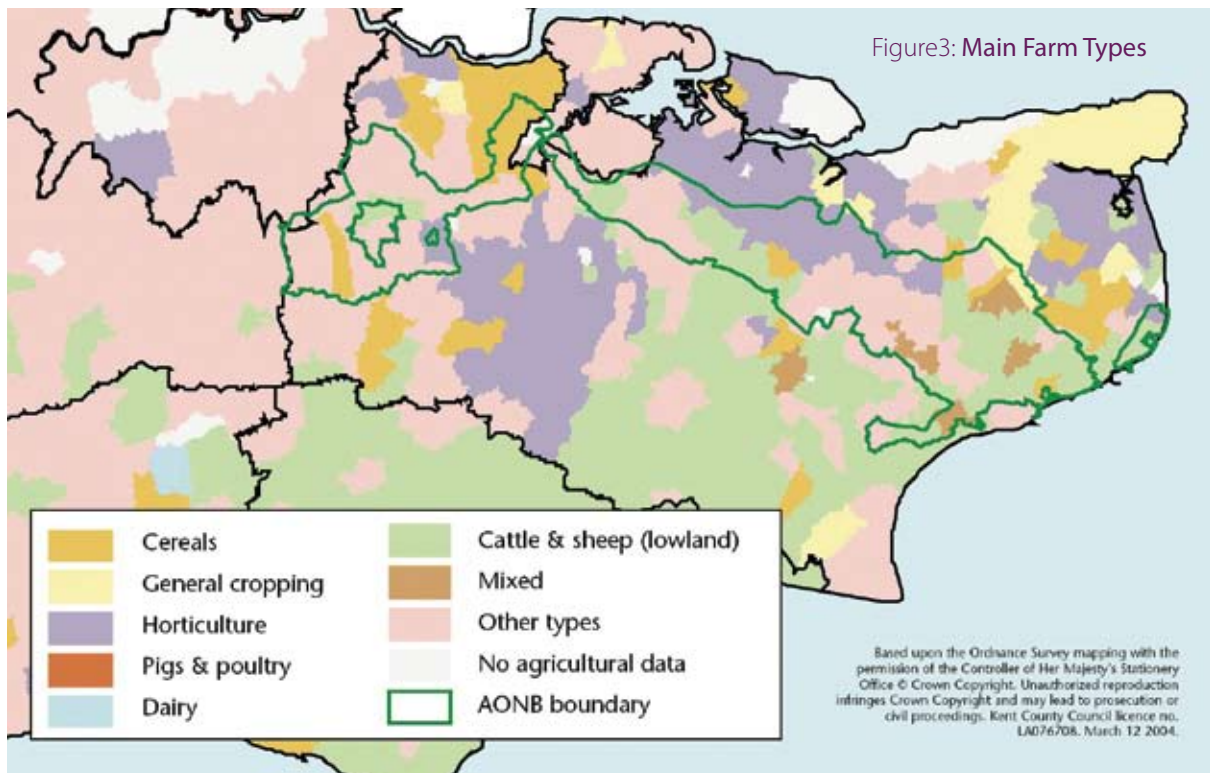 Figure3: Main Farm Types
Cereals
General cropping
Horticulture
Pigs & poultry
Dairy
Cattle & sheep (lowland)
Mixed
Other types
No agricultural data
AONB boundary
Based upon the Ordnance Survey mapping with the
permission of the Controller of Her Majesty's Stationery
Office © Crown Copyright. Unauthorized reproduction
infringes Crown Copyright and may lead to prosecution or
civil proceedings. Kent County Council licence no.
LA076708. March 12 2004.